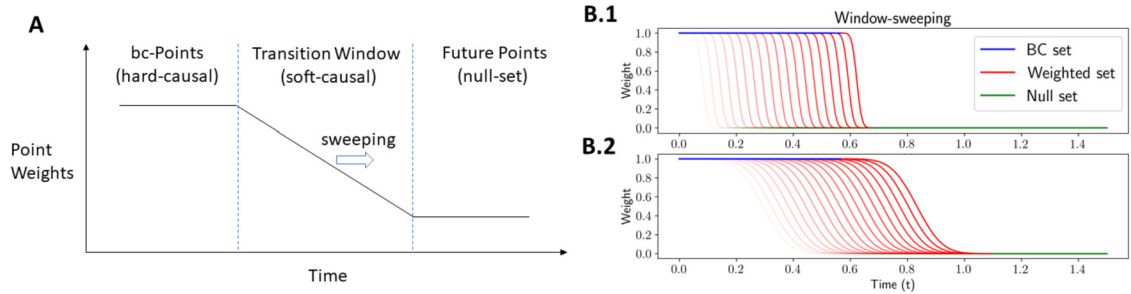 A
bc-Points
(hard-causal)
Transition Window
(soft-causal)
Future Points
(null-set)
sweeping
Point
Weights
Time
B.1
Window-sweeping
1.0
0.8
0.6
0.4
0.2
0.0
Weight
BC set
Weighted set
Null set
0.0 0.2 0.4 0.6 0.8 1.0 1.2 1.4
B.2
1.0
0.8
0.6
0.4
0.2
0.0
Weight
0.0 0.2 0.4 0.6 0.8 1.0 1.2 1.4
Time (t)